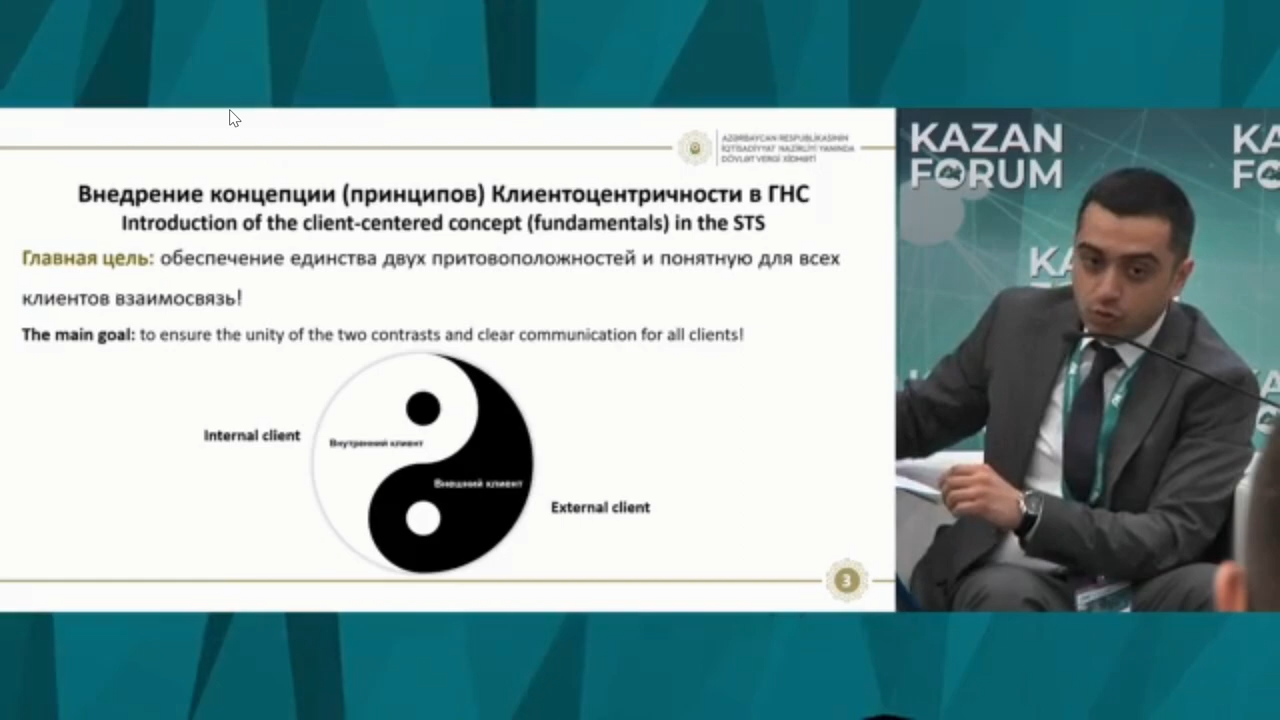 AZƏRBAYCAN RESPUBLİKASININ
İQTİSADİYYAT NAZİRLİYİ YANINDA
DÖVLƏT VERGİ XİDMƏTİ
Внедрение концепции (принципов) Клиентоцентричности в ГНС
Introduction of the client-centered concept (fundamentals) in the STS
Главная цель: обеспечение единства двух притовоположностей и понятную для всех
клиентов взаимосвязь!
The main goal: to ensure the unity of the two contrasts and clear communication for all clients!
Internal client
Внутренний клиент
Внешний клиент
External client
3
KAZAN
FORUM
KA
FO
KA